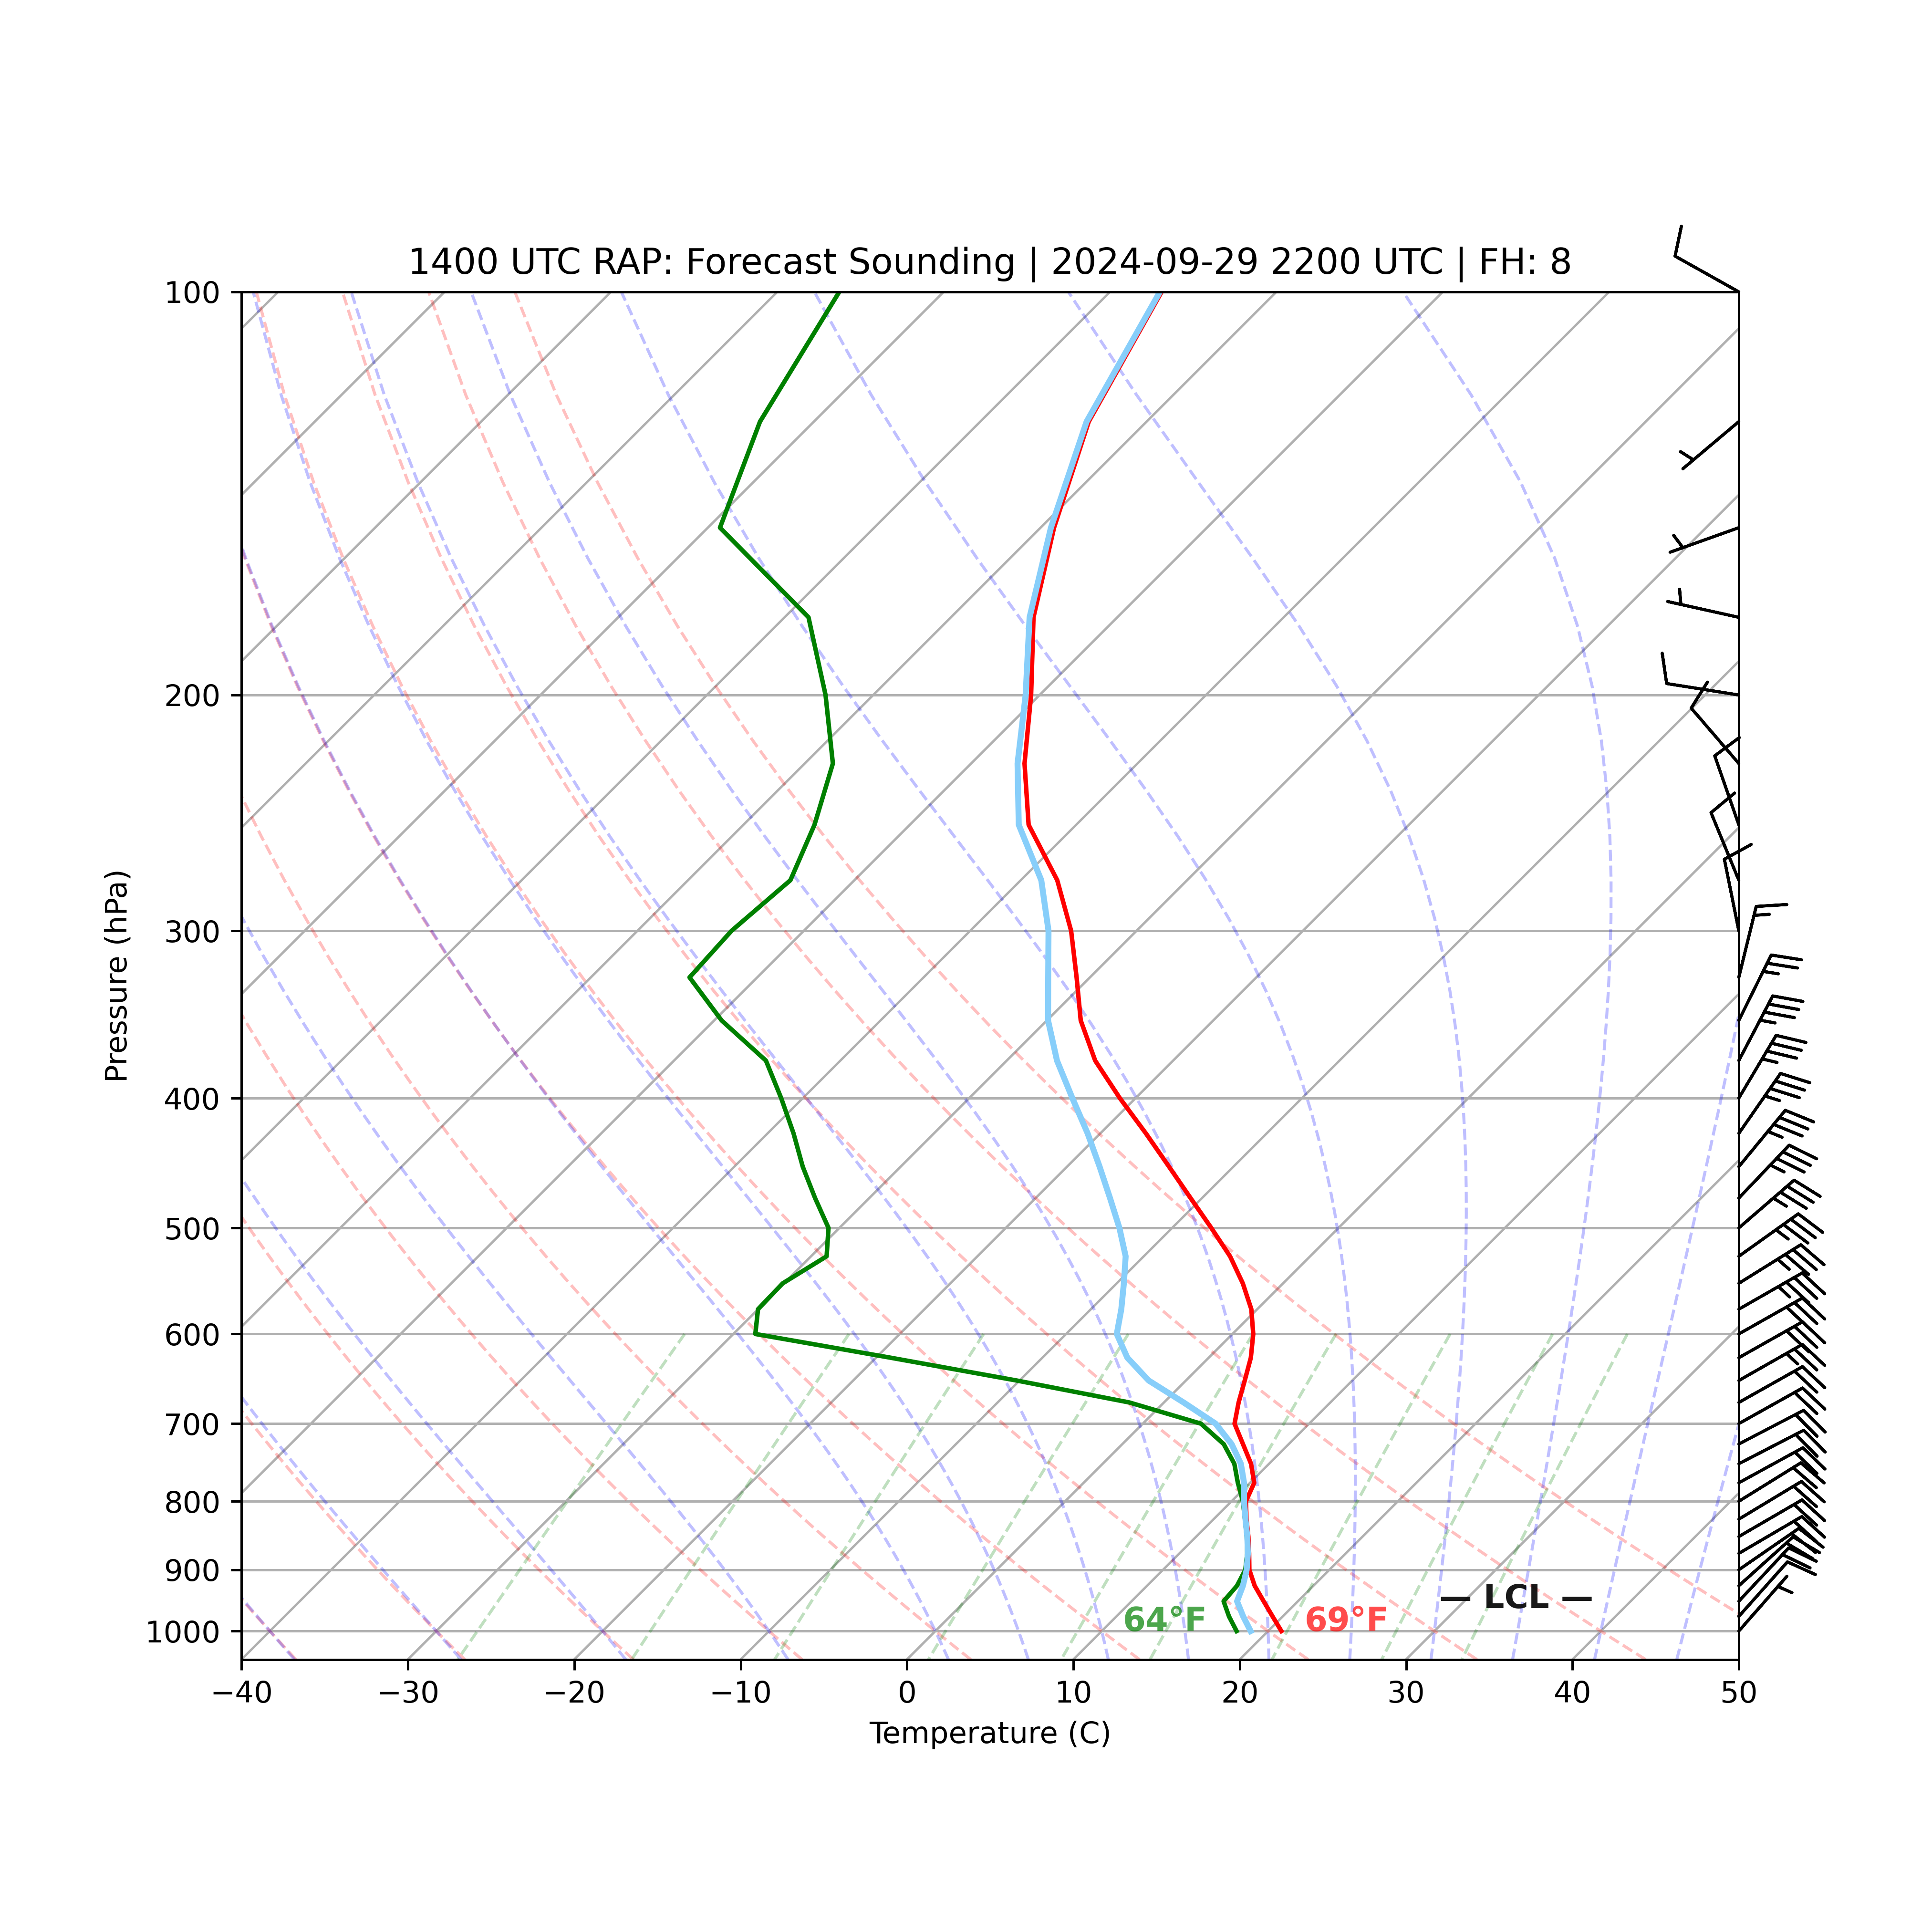 1400 UTC RAP: Forecast Sounding | 2024-09-29 2200 UTC | FH: 8
100
200
300
400
500
600
700
800
900
1000
Pressure (hPa)
— LCL —
64°F 69°F
−40 −30 −20 −10 0 10 20 30 40 50
Temperature (C)